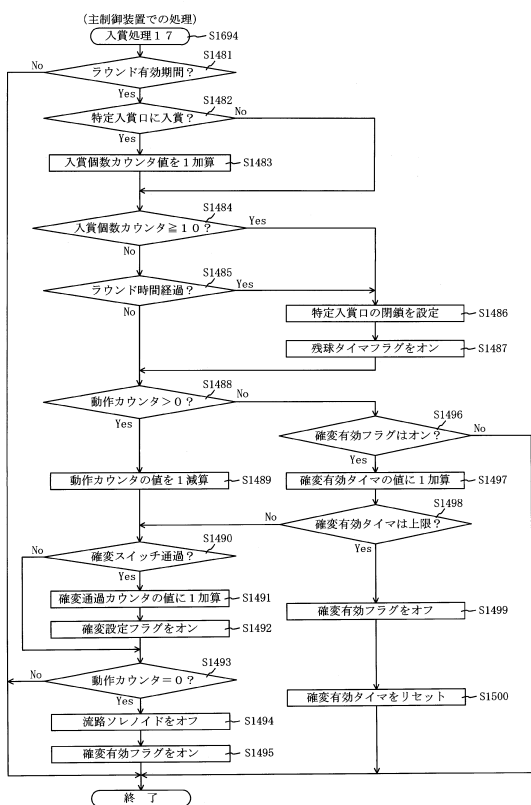 (主制御装置での処理)
入賞処理17
S1694
S1481
No
ラウンド有効期間?
Yes
S1482
特定入賞口に入賞?
No
Yes
入賞個数カウンタ値を1加算
S1483
S1484
入賞個数カウンタ≧10?
Yes
No
S1485
ラウンド時間経過?
Yes
No
特定入賞口の閉鎖を設定
S1486
残球タイマフラグをオン
S1487
S1488
動作カウンタ>0?
No
Yes
S1496
確変有効フラグはオン?
No
Yes
動作カウンタの値を1減算
S1489
確変有効タイマの値に1加算
S1497
S1498
確変有効タイマは上限?
No
Yes
S1490
No
確変スイッチ通過?
Yes
確変通過カウンタの値に1加算
S1491
確変有効フラグをオフ
S1499
確変設定フラグをオン
S1492
S1493
No
動作カウンタ=0?
Yes
確変有効タイマをリセット
S1500
流路ソレノイドをオフ
S1494
確変有効フラグをオン
S1495
終了